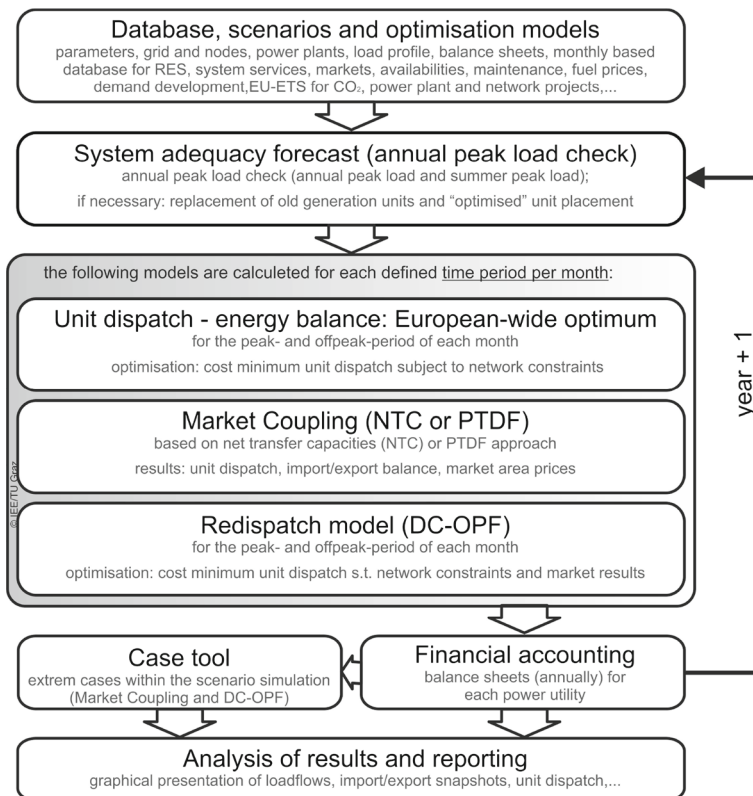 Database, scenarios and optimisation models
parameters, grid and nodes, power plants, load profile, balance sheets, monthly based
database for RES, system services, markets, availabilities, maintenance, fuel prices,
demand development,EU-ETS for CO₂, power plant and network projects,...
System adequacy forecast (annual peak load check)
annual peak load check (annual peak load and summer peak load);
if necessary: replacement of old generation units and “optimised” unit placement
the following models are calculeted for each defined time period per month:
Unit dispatch - energy balance: European-wide optimum
for the peak- and offpeak-period of each month
optimisation: cost minimum unit dispatch subject to network constraints
Market Coupling (NTC or PTDF)
based on net transfer capacities (NTC) or PTDF approach
results: unit dispatch, import/export balance, market area prices
Redispatch model (DC-OPF)
for the peak- and offpeak-period of each month
optimisation: cost minimum unit dispatch s.t. network constraints and market results
© IEE/TU Graz
year + 1
Case tool
extrem cases within the scenario simulation
(Market Coupling and DC-OPF)
Financial accounting
balance sheets (annually) for
each power utility
Analysis of results and reporting
graphical presentation of loadflows, import/export snapshots, unit dispatch,...